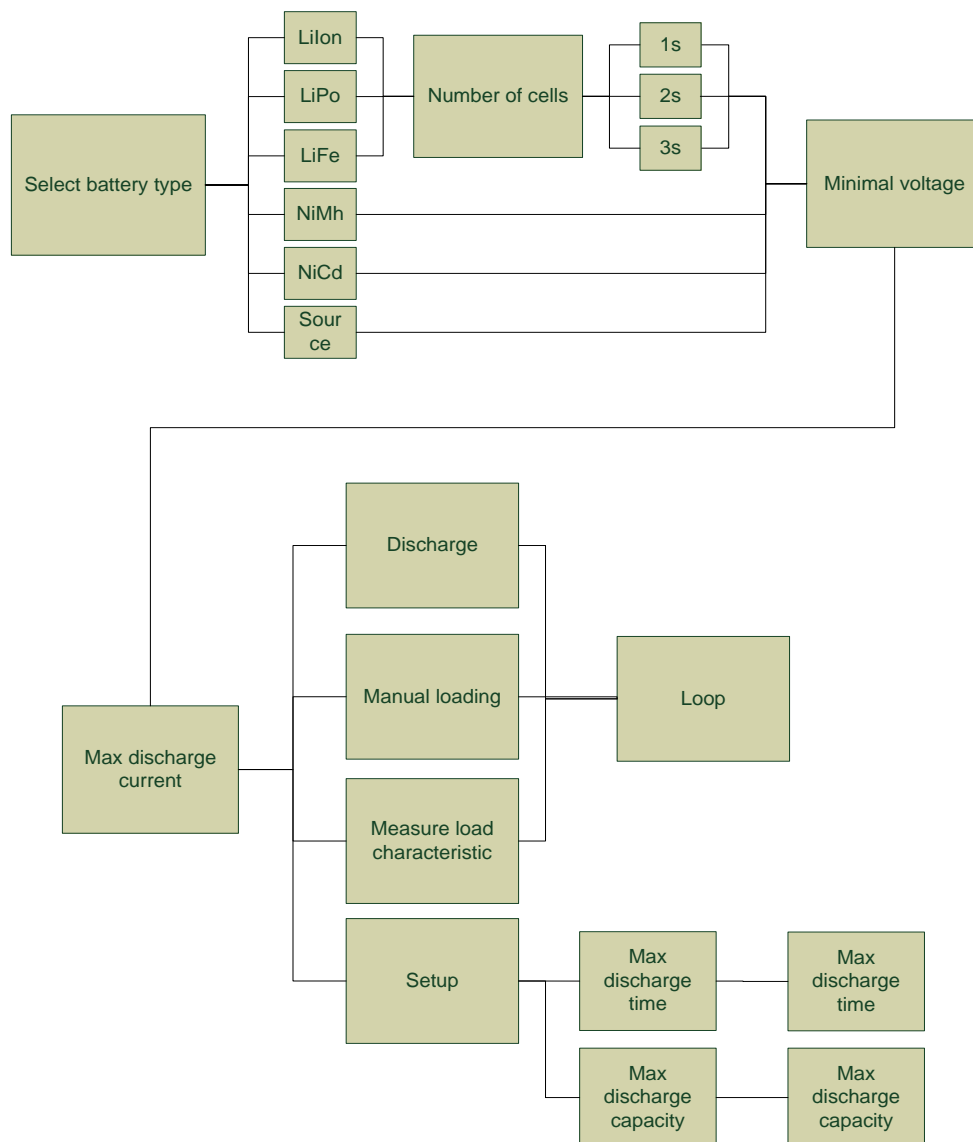 LiIon
LiPo
LiFe
NiMh
NiCd
Sour
ce
Select battery type
Number of cells
1s
2s
3s
Minimal voltage
Discharge
Manual loading
Loop
Max discharge
current
Measure load
characteristic
Setup
Max
discharge
time
Max
discharge
time
Max
discharge
capacity
Max
discharge
capacity